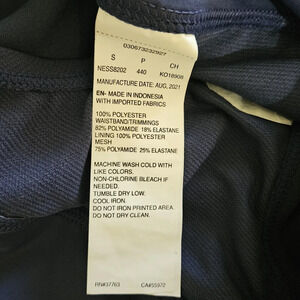 030673232927
S P CH
NESS8202 440 KO18908
MANUFACTURE DATE: AUG, 2021
EN- MADE IN INDONESIA
WITH IMPORTED FABRICS
100% POLYESTER
WAISTBAND/TRIMMINGS
82% POLYAMIDE 18% ELASTANE
LINING 100% POLYESTER
MESH
75% POLYAMIDE 25% ELASTANE
MACHINE WASH COLD WITH
LIKE COLORS.
NON-CHLORINE BLEACH IF
NEEDED.
TUMBLE DRY LOW.
COOL IRON.
DO NOT IRON PRINTED AREA.
DO NOT DRY CLEAN.
RN#37763 CA#55972